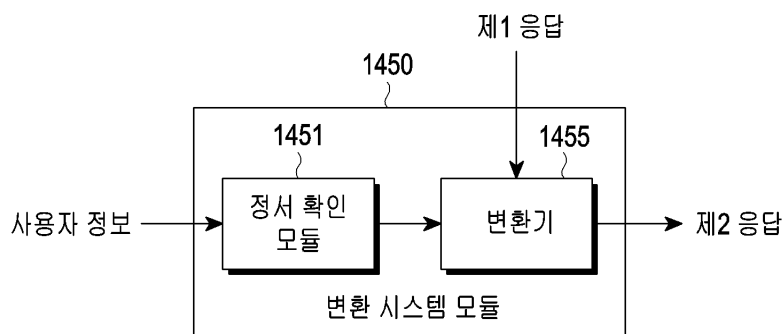 제1 응답
1450
1451
1455
사용자 정보
정서 확인
모듈
변환기
제2 응답
변환 시스템 모듈